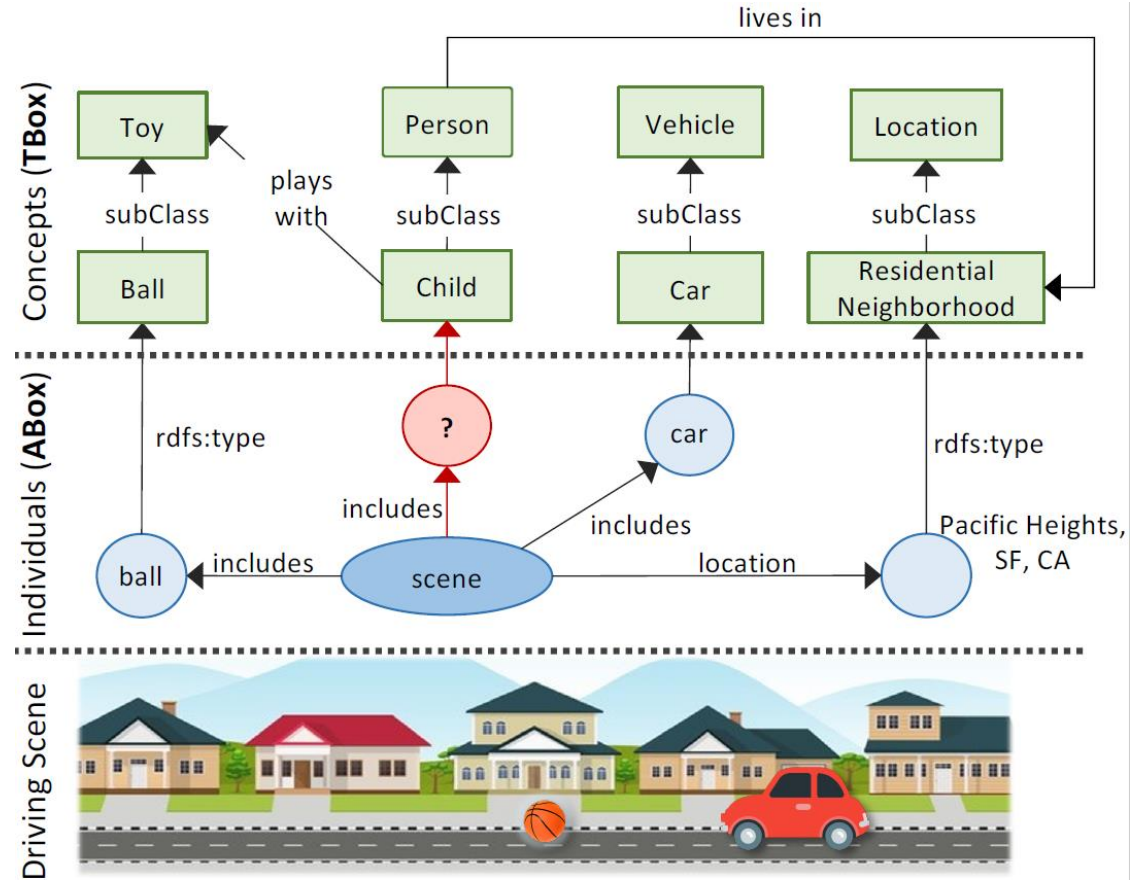 lives in
Concepts (TBox)
Toy
Person
Vehicle
Location
plays
with
subClass
subClass
subClass
subClass
Ball
Child
Car
Residential
Neighborhood
Individuals (ABox)
?
car
rdfs:type
rdfs:type
includes
includes
Pacific Heights,
SF, CA
ball
includes
scene
location
Driving Scene